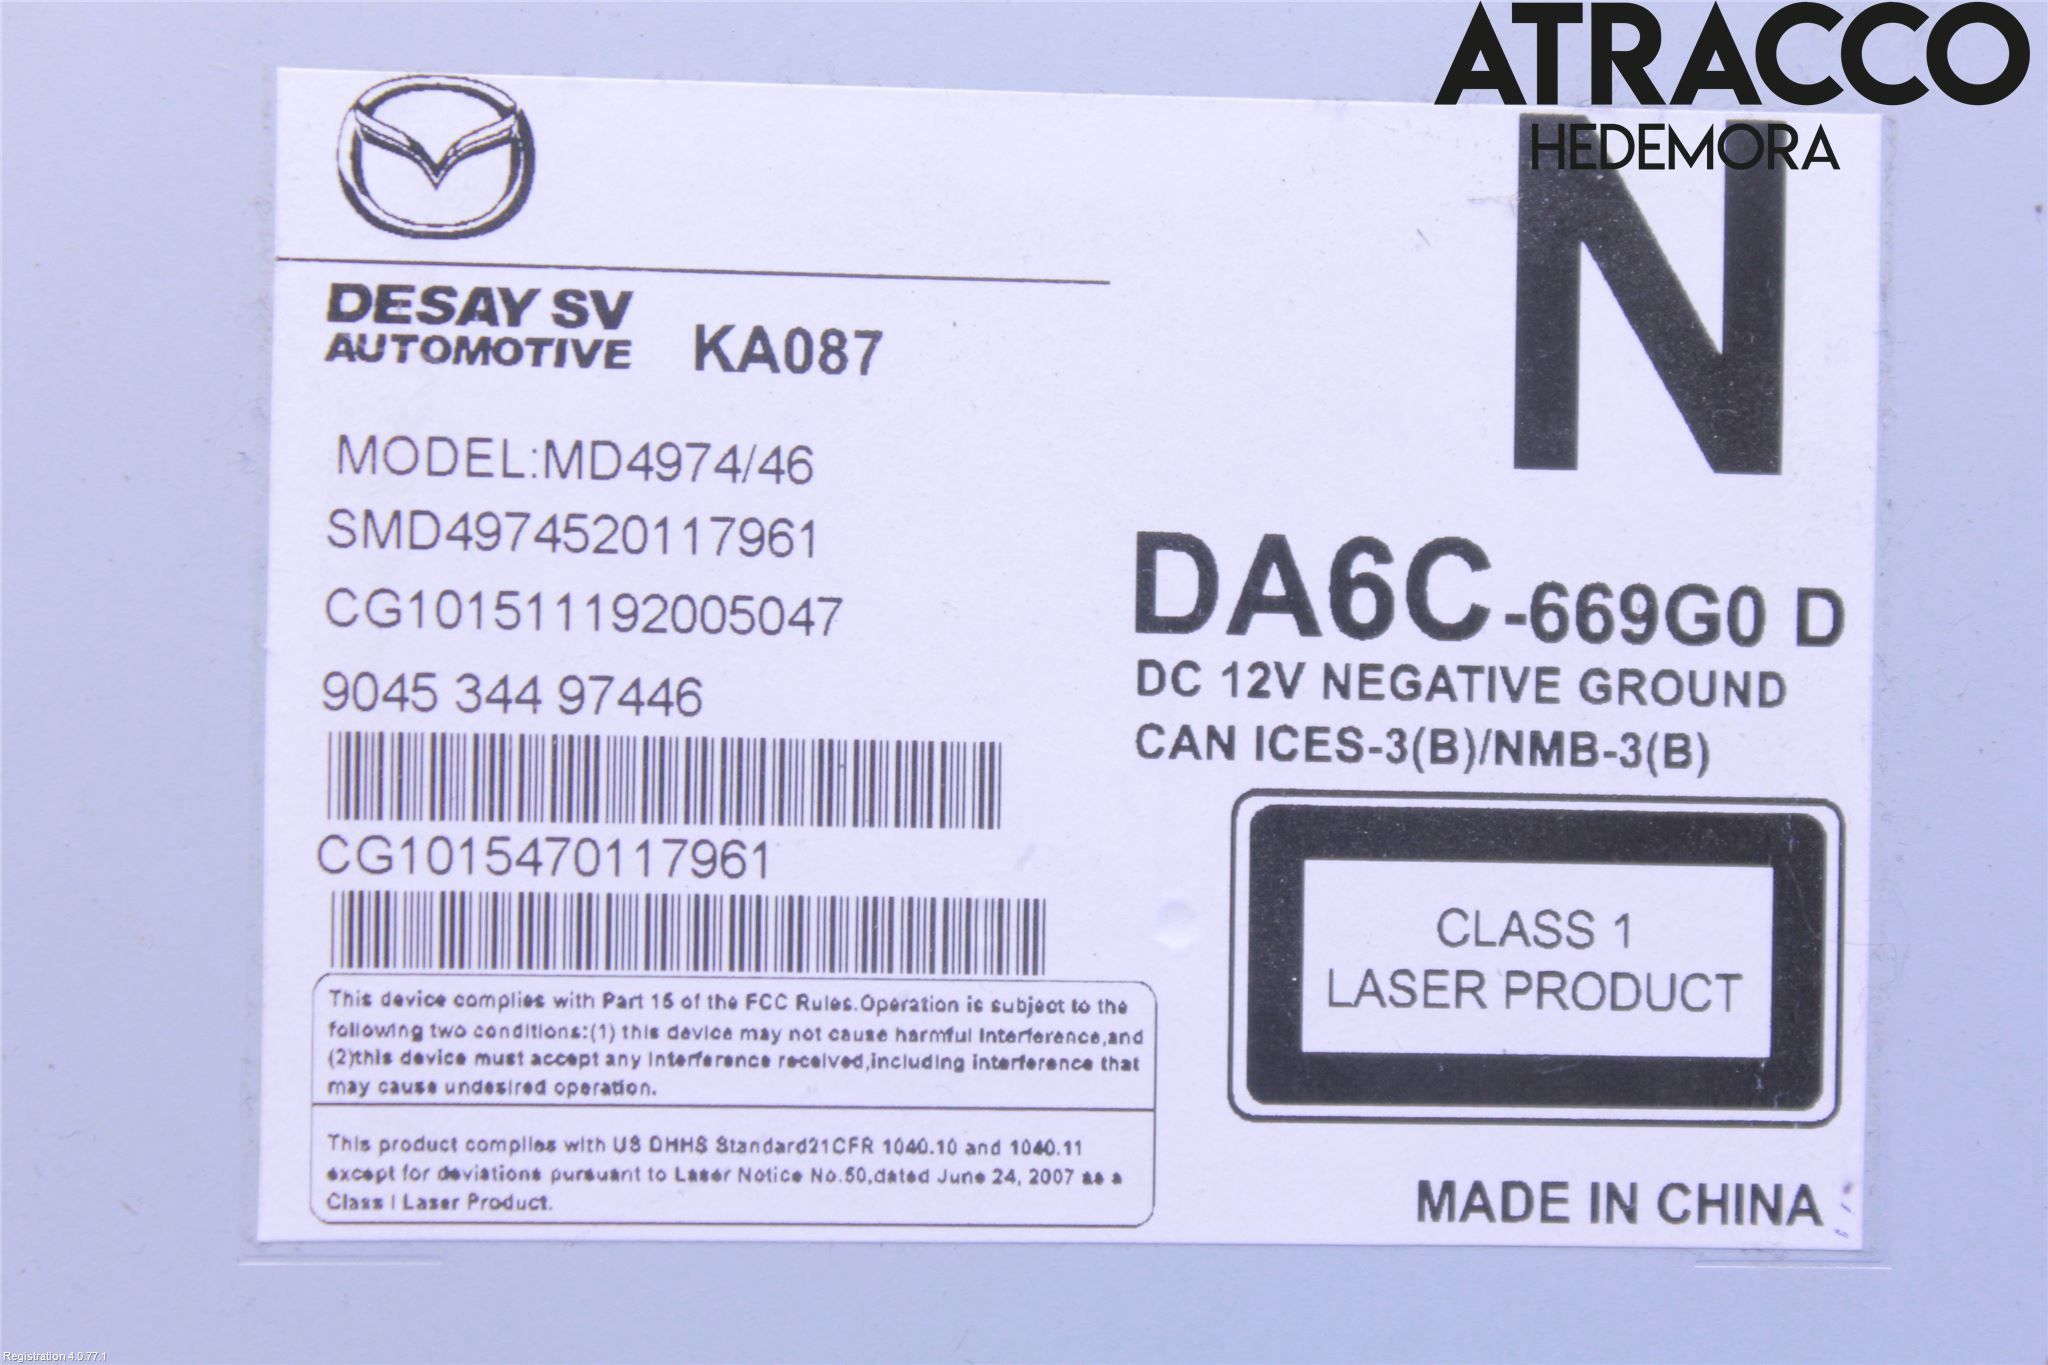 ATRACCO
HEDEMORA
N
DESAY SV
AUTOMOTIVE
KA087
MODEL:MD4974/46
SMD4974520117961
CG101511192005047
9045 344 97446
CG1015470117961
DA6C-669G0 D
DC 12V NEGATIVE GROUND
CAN ICES-3(B)/NMB-3(B)
CLASS 1
LASER PRODUCT
This device complies with Part 15 of the FCC Rules.Operation is subject to the
following two conditions:(1) this device may not cause harmful interference,and
(2)this device must accept any interference received,including interference that
may cause undesired operation.
This product complies with US DHHS Standard21CFR 1040.10 and 1040.11
except for deviations pursuant to Laser Notice No.50,dated June 24, 2007 as a
Class I Laser Product.
MADE IN CHINA
Registration 4.0.77.1